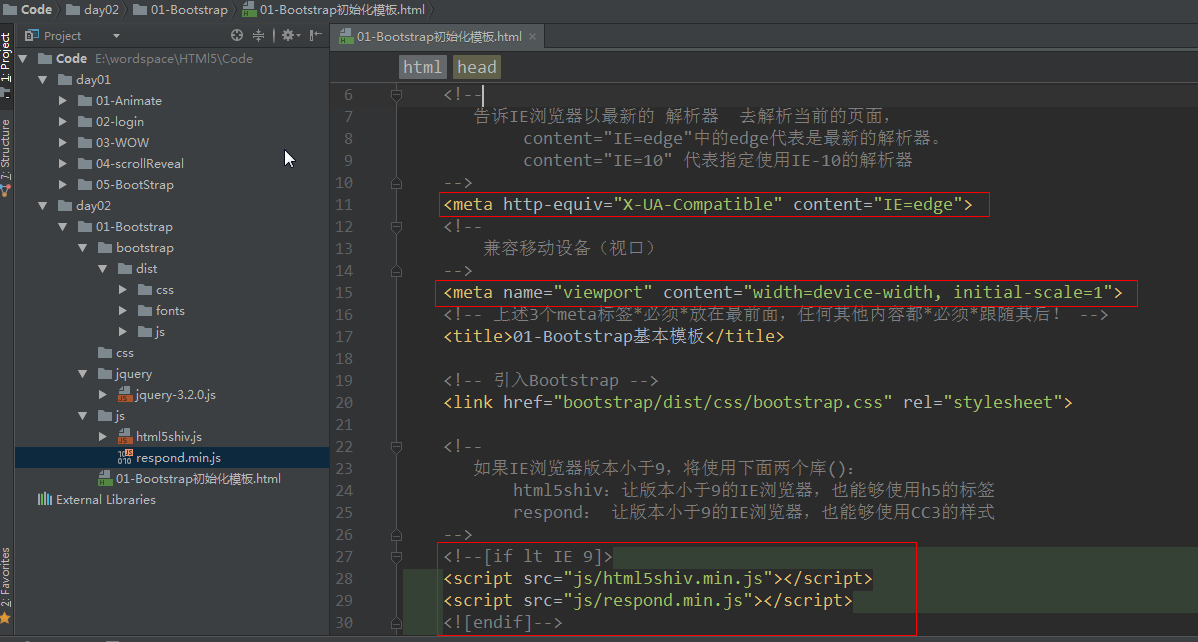 Code day02 01-Bootstrap 01-Bootstrap初始化模板.html
Project
01-Bootstrap初始化模板.html ×
1: Project
7: Structure
2: Favorites
Code E:\wordspace\HTMl5\Code
day01
01-Animate
02-login
03-WOW
04-scrollReveal
05-BootStrap
day02
01-Bootstrap
bootstrap
dist
css
fonts
js
css
jquery
jquery-3.2.0.js
js
html5shiv.js
respond.min.js
01-Bootstrap初始化模板.html
External Libraries
html head
6 <!--
7 告诉IE浏览器以最新的 解析器 去解析当前的页面，
8 content="IE=edge"中的edge代表是最新的解析器。
9 content="IE=10" 代表指定使用IE-10的解析器
10 -->
11 <meta http-equiv="X-UA-Compatible" content="IE=edge">
12 <!--
13 兼容移动设备（视口）
14 -->
15 <meta name="viewport" content="width=device-width, initial-scale=1">
16 <!-- 上述3个meta标签*必须*放在最前面，任何其他内容都*必须*跟随其后！ -->
17 <title>01-Bootstrap基本模板</title>
18
19 <!-- 引入Bootstrap -->
20 <link href="bootstrap/dist/css/bootstrap.css" rel="stylesheet">
21
22 <!--
23 如果IE浏览器版本小于9，将使用下面两个库()：
24 html5shiv：让版本小于9的IE浏览器，也能够使用h5的标签
25 respond： 让版本小于9的IE浏览器，也能够使用CC3的样式
26 -->
27 <!--[if lt IE 9]>
28 <script src="js/html5shiv.min.js"></script>
29 <script src="js/respond.min.js"></script>
30 <![endif]-->